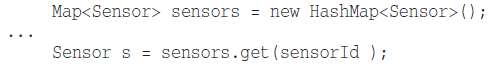 Map<Sensor> sensors = new HashMap<Sensor>();
...
Sensor s = sensors.get(sensorId );